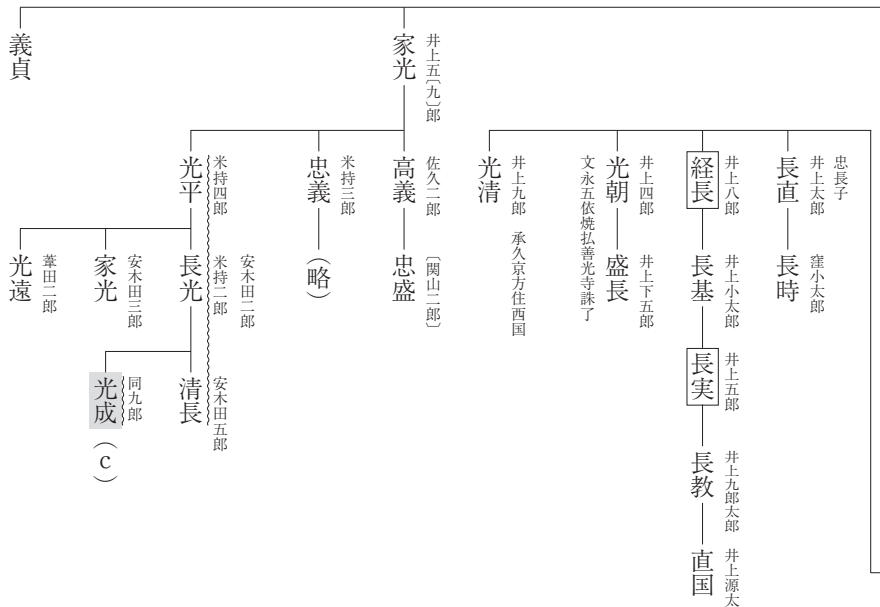 忠長子
井上太郎
長直
窪小太郎
長時
井上八郎
経長
井上小太郎
長基
井上五郎
長実
井上九郎太郎
長教
井上源太
直国
井上四郎
光朝
文永五依焼払善光寺誅了
井上下五郎
盛長
井上九郎 承久京方住西国
光清
井上五〔九〕郎
家光
佐久二郎
高義
〔関山二郎〕
忠盛
米持三郎
忠義
(略)
米持四郎
光平
安木田二郎
米持二郎
長光
安木田五郎
清長
同九郎
光成(c)
安木田三郎
家光
葦田二郎
光遠
義貞